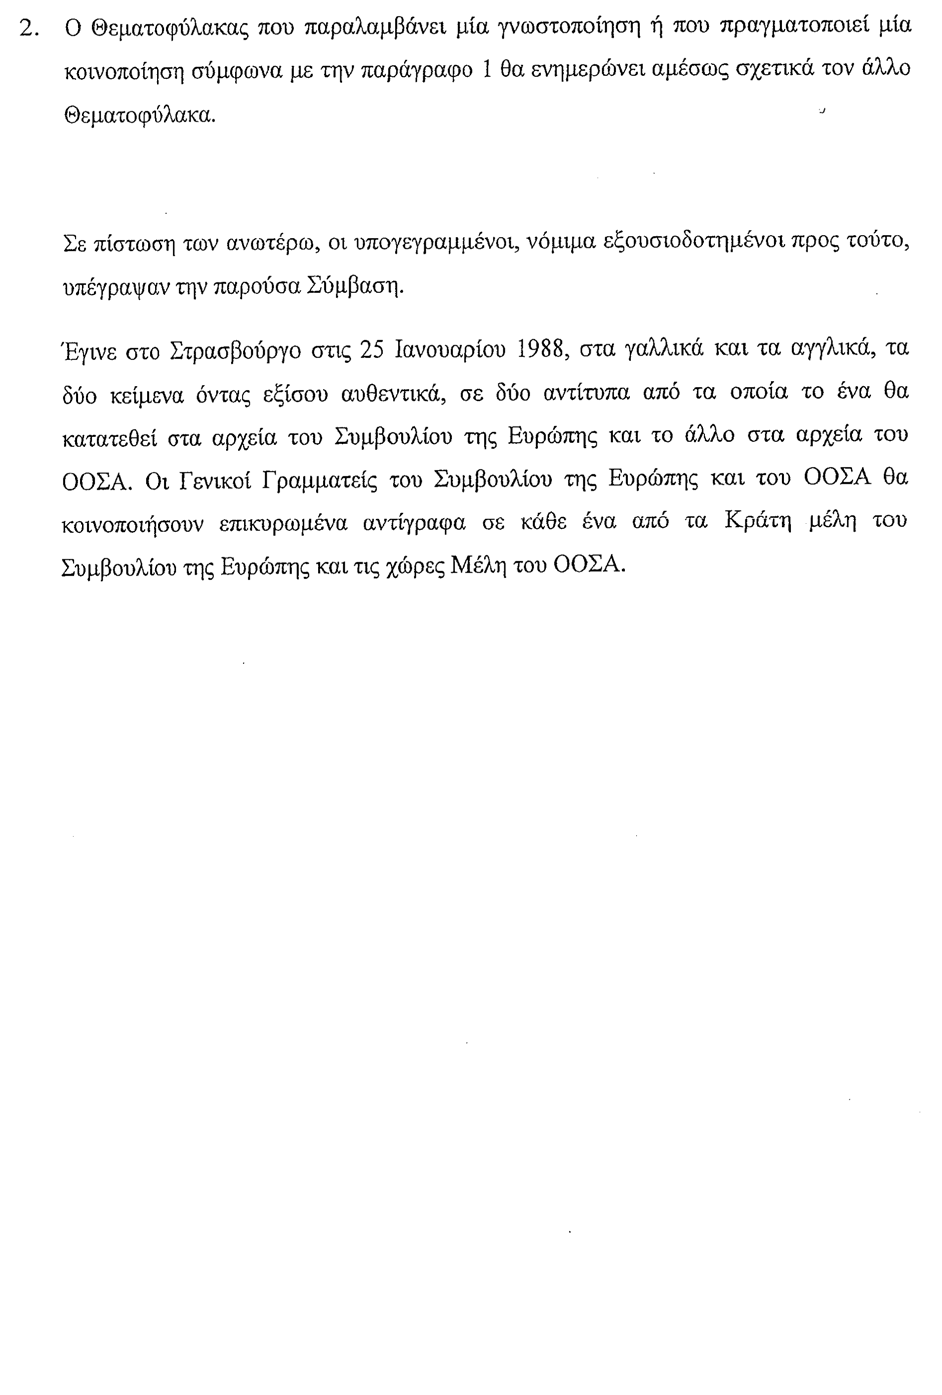 2. Ο Θεματοφύλακας που παραλαμβάνει μία γνωστοποίηση ή που πραγματοποιεί μία
κοινοποίηση σύμφωνα με την παράγραφο 1 θα ενημερώνει αμέσως σχετικά τον άλλο
Θεματοφύλακα.
Σε πίστωση των ανωτέρω, οι υπογεγραμμένοι, νόμιμα εξουσιοδοτημένοι προς τούτο,
υπέγραψαν την παρούσα Σύμβαση.
Έγινε στο Στρασβούργο στις 25 Ιανουαρίου 1988, στα γαλλικά και τα αγγλικά, τα
δύο κείμενα όντας εξίσου αυθεντικά, σε δύο αντίτυπα από τα οποία το ένα θα
κατατεθεί στα αρχεία του Συμβουλίου της Ευρώπης και το άλλο στα αρχεία του
ΟΟΣΑ. Οι Γενικοί Γραμματείς του Συμβουλίου της Ευρώπης και του ΟΟΣΑ θα
κοινοποιήσουν επικυρωμένα αντίγραφα σε κάθε ένα από τα Κράτη μέλη του
Συμβουλίου της Ευρώπης και τις χώρες Μέλη του ΟΟΣΑ.